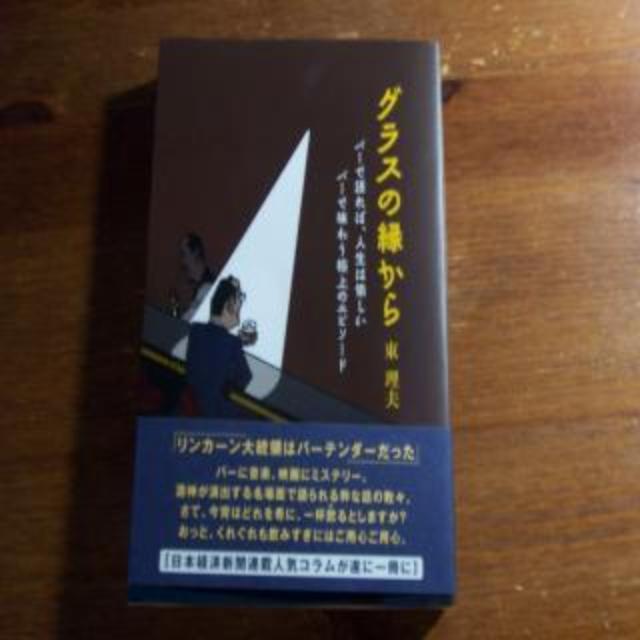 グラスの縁から
バーで語れば、人生は愉しい
バーで味わう極上のエピソード
東 理夫
「リンカーン大統領はバーテンダーだった」
バーに音楽、映画にミステリー。
酒神が演出する名場面で語られる粋な話の数々。
さて、今宵はどれを肴に、一杯飲るとしますか?
おっと、くれぐれも飲みすぎにはご用心ご用心。
【日本経済新聞連載人気コラムが遂に一冊に】